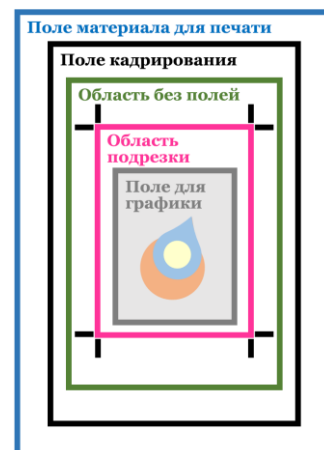 Поле материала для печати
Поле кадрирования
Область без полей
Область
подрезки
Поле для
графики